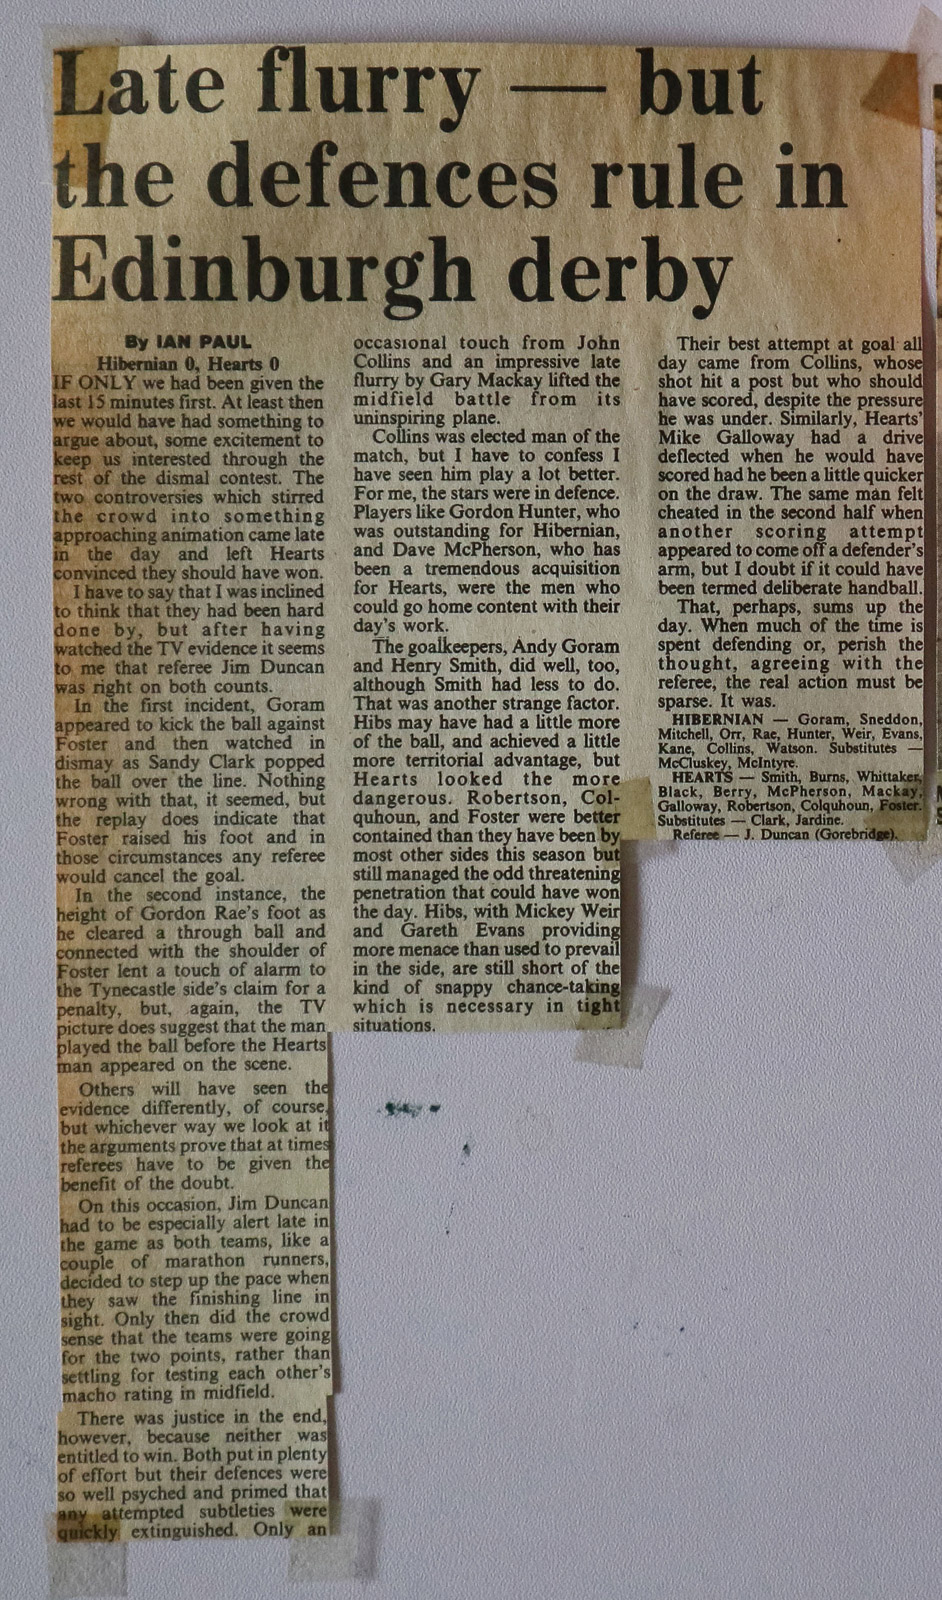 Late flurry — but
the defences rule in
Edinburgh derby
By IAN PAUL
Hibernian 0, Hearts 0
IF ONLY we had been given the
last 15 minutes first. At least then
we would have had something to
argue about, some excitement to
keep us interested through the
rest of the dismal contest. The
two controversies which stirred
the crowd into something
approaching animation came late
in the day and left Hearts
convinced they should have won.
I have to say that I was inclined
to think that they had been hard
done by, but after having
watched the TV evidence it seems
to me that referee Jim Duncan
was right on both counts.
In the first incident, Goram
appeared to kick the ball against
Foster and then watched in
dismay as Sandy Clark popped
the ball over the line. Nothing
wrong with that, it seemed, but
the replay does indicate that
Foster raised his foot and in
those circumstances any referee
would cancel the goal.
In the second instance, the
height of Gordon Rae's foot as
he cleared a through ball and
connected with the shoulder of
Foster lent a touch of alarm to
the Tynecastle side's claim for a
penalty, but, again, the TV
picture does suggest that the man
played the ball before the Hearts
man appeared on the scene.
Others will have seen the
evidence differently, of course,
but whichever way we look at it
the arguments prove that at times
referees have to be given the
benefit of the doubt.
On this occasion, Jim Duncan
had to be especially alert late in
the game as both teams, like a
couple of marathon runners,
decided to step up the pace when
they saw the finishing line in
sight. Only then did the crowd
sense that the teams were going
for the two points, rather than
settling for testing each other's
macho rating in midfield.
There was justice in the end,
however, because neither was
entitled to win. Both put in plenty
of effort but their defences were
so well psyched and primed that
any attempted subtleties were
quickly extinguished. Only an
occasional touch from John
Collins and an impressive late
flurry by Gary Mackay lifted the
midfield battle from its
uninspiring plane.
Collins was elected man of the
match, but I have to confess I
have seen him play a lot better.
For me, the stars were in defence.
Players like Gordon Hunter, who
was outstanding for Hibernian,
and Dave McPherson, who has
been a tremendous acquisition
for Hearts, were the men who
could go home content with their
day's work.
The goalkeepers, Andy Goram
and Henry Smith, did well, too,
although Smith had less to do.
That was another strange factor.
Hibs may have had a little more
of the ball, and achieved a little
more territorial advantage, but
Hearts looked the more
dangerous. Robertson, Col-
quhoun, and Foster were better
contained than they have been by
most other sides this season but
still managed the odd threatening
penetration that could have won
the day. Hibs, with Mickey Weir
and Gareth Evans providing
more menace than used to prevail
in the side, are still short of the
kind of snappy chance-taking
which is necessary in tight
situations.
Their best attempt at goal all
day came from Collins, whose
shot hit a post but who should
have scored, despite the pressure
he was under. Similarly, Hearts'
Mike Galloway had a drive
deflected when he would have
scored had he been a little quicker
on the draw. The same man felt
cheated in the second half when
another scoring attempt
appeared to come off a defender's
arm, but I doubt if it could have
been termed deliberate handball.
That, perhaps, sums up the
day. When much of the time is
spent defending or, perish the
thought, agreeing with the
referee, the real action must be
sparse. It was.
HIBERNIAN — Goram, Sneddon,
Mitchell, Orr, Rae, Hunter, Weir, Evans,
Kane, Collins, Watson. Substitutes —
McCluskey, McIntyre.
HEARTS — Smith, Burns, Whittaker,
Black, Berry, McPherson, Mackay,
Galloway, Robertson, Colquhoun, Foster.
Substitutes — Clark, Jardine.
Referee — J. Duncan (Gorebridge).